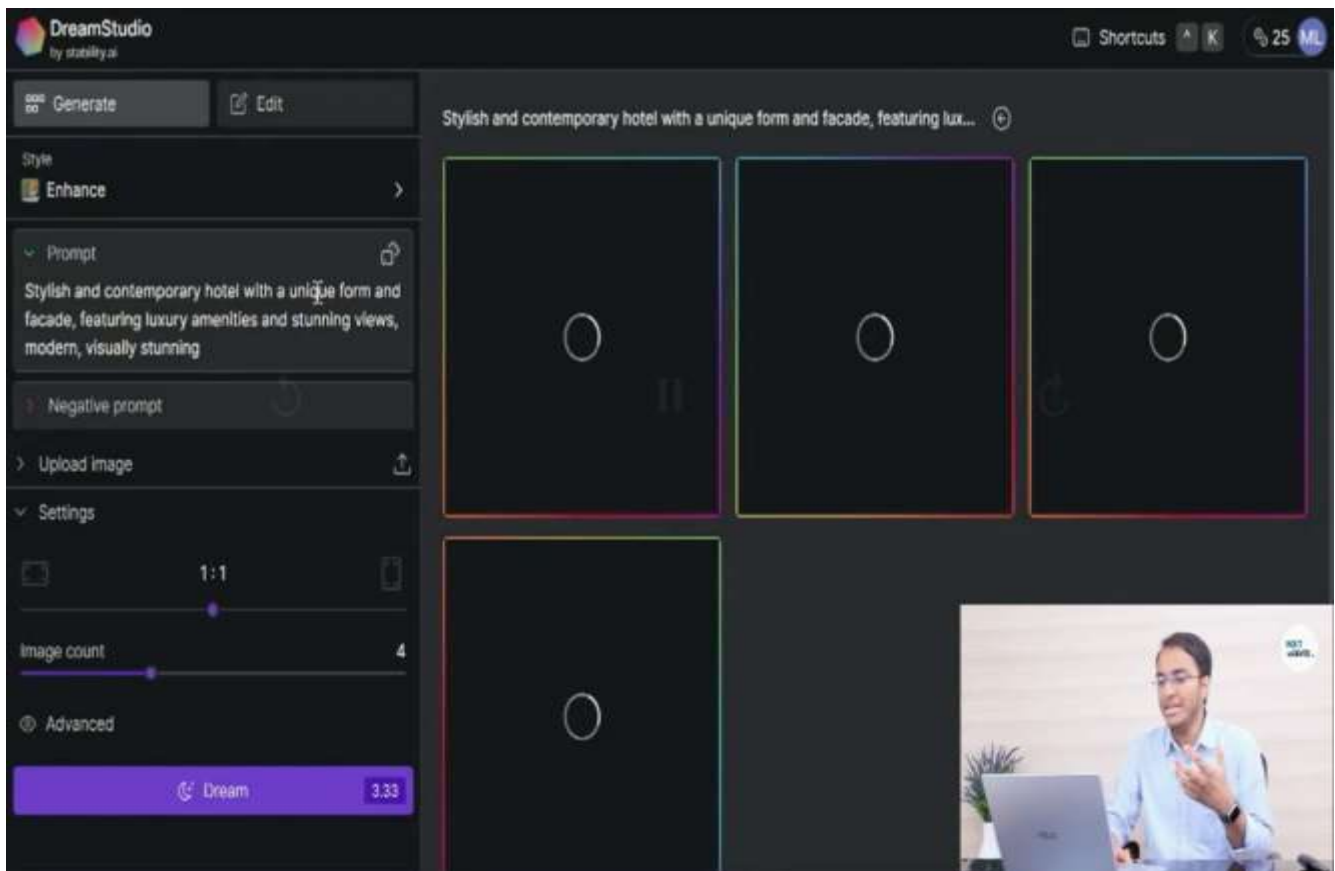 DreamStudio
by stability.ai
Shortcuts ^ K
25 ML
Generate
Edit
Style
Enhance
Prompt
Stylish and contemporary hotel with a unique form and
facade, featuring luxury amenities and stunning views,
modern, visually stunning
Negative prompt
Upload image
Settings
1:1
Image count
4
Advanced
Dream
3.33
Stylish and contemporary hotel with a unique form and facade, featuring lux...